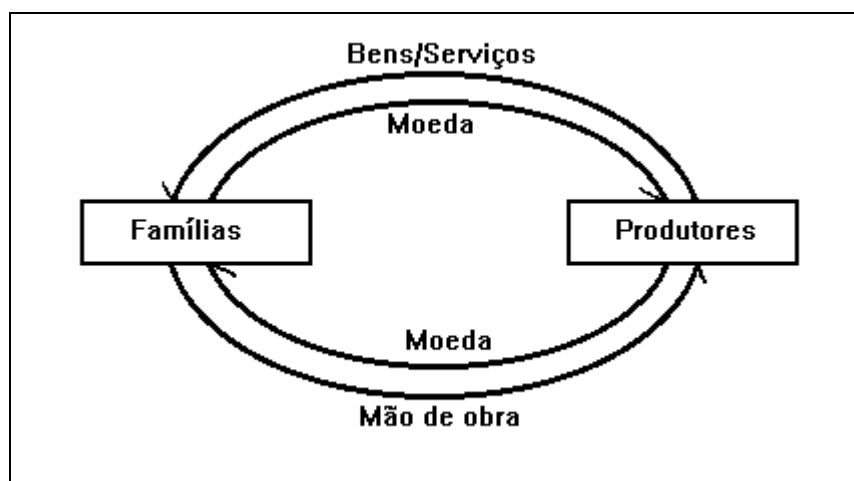 Bens/Serviços
Moeda
Famílias
Produtores
Moeda
Mão de obra